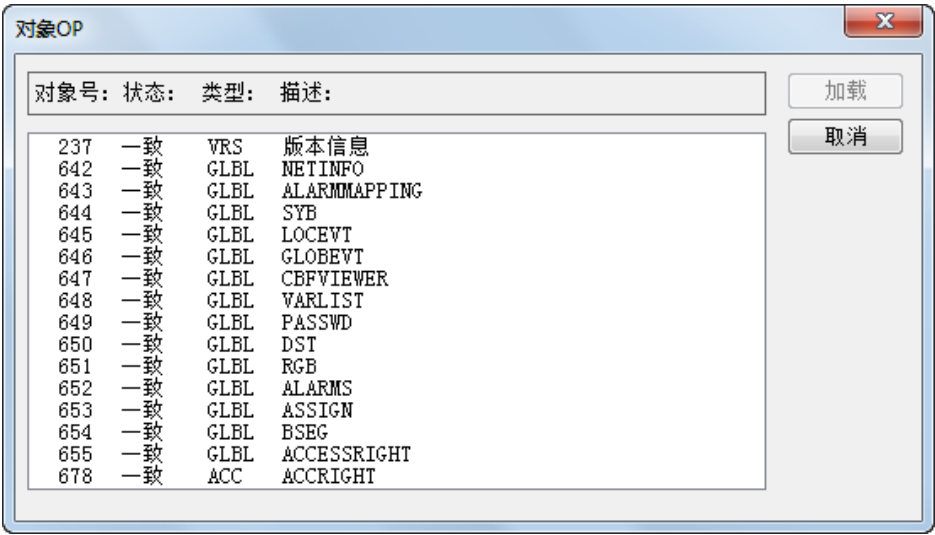 对象OP
对象号: 状态: 类型: 描述:
加载
取消
237 一致 VRS 版本信息
642 一致 GLBL NETINFO
643 一致 GLBL ALARMMAPPING
644 一致 GLBL SYB
645 一致 GLBL LOCEVT
646 一致 GLBL GLOBEVT
647 一致 GLBL CBFVIEWER
648 一致 GLBL VARLIST
649 一致 GLBL PASSWD
650 一致 GLBL DST
651 一致 GLBL RGB
652 一致 GLBL ALARMS
653 一致 GLBL ASSIGN
654 一致 GLBL BSEG
655 一致 GLBL ACCESSRIGHT
678 一致 ACC ACCRIGHT